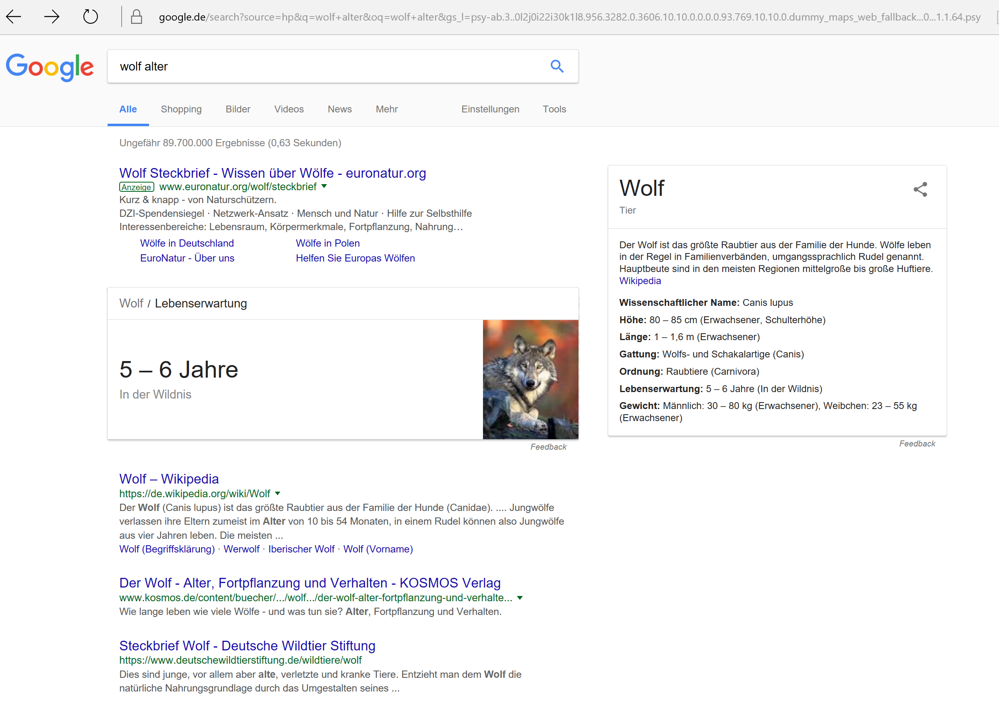 google.de/search?source=hp&q=wolf+alter&oq=wolf+alter&gs_l=psy-ab.3..0l2j0i22i30k1l8.956.3282.0.3606.10.10.0.0.0.0.93.769.10.10.0.dummy_maps_web_fallback...0...1.1.64.psy
Google
wolf alter
Alle Shopping Bilder Videos News Mehr Einstellungen Tools
Ungefähr 89.700.000 Ergebnisse (0,63 Sekunden)
Wolf Steckbrief - Wissen über Wölfe - euronatur.org
Anzeige www.euronatur.org/wolf/steckbrief
Kurz & knapp - von Naturschützern.
DZI-Spendensiegel · Netzwerk-Ansatz · Mensch und Natur · Hilfe zur Selbsthilfe
Interessenbereiche: Lebensraum, Körpermerkmale, Fortpflanzung, Nahrung…
Wölfe in Deutschland Wölfe in Polen
EuroNatur - Über uns Helfen Sie Europas Wölfen
Wolf / Lebenserwartung
5 – 6 Jahre
In der Wildnis
Feedback
Wolf – Wikipedia
https://de.wikipedia.org/wiki/Wolf
Der Wolf (Canis lupus) ist das größte Raubtier aus der Familie der Hunde (Canidae). .... Jungwölfe
verlassen ihre Eltern zumeist im Alter von 10 bis 54 Monaten, in einem Rudel können also Jungwölfe
aus vier Jahren leben. Die meisten ...
Wolf (Begriffsklärung) · Werwolf · Iberischer Wolf · Wolf (Vorname)
Der Wolf - Alter, Fortpflanzung und Verhalten - KOSMOS Verlag
www.kosmos.de/content/buecher/.../wolf.../der-wolf-alter-fortpflanzung-und-verhalte...
Wie lange leben wie viele Wölfe - und was tun sie? Alter, Fortpflanzung und Verhalten.
Steckbrief Wolf - Deutsche Wildtier Stiftung
https://www.deutschewildtierstiftung.de/wildtiere/wolf
Dies sind junge, vor allem aber alte, verletzte und kranke Tiere. Entzieht man dem Wolf die
natürliche Nahrungsgrundlage durch das Umgestalten seines ...
Wolf
Tier
Der Wolf ist das größte Raubtier aus der Familie der Hunde. Wölfe leben
in der Regel in Familienverbänden, umgangssprachlich Rudel genannt.
Hauptbeute sind in den meisten Regionen mittelgroße bis große Huftiere.
Wikipedia
Wissenschaftlicher Name: Canis lupus
Höhe: 80 – 85 cm (Erwachsener, Schulterhöhe)
Länge: 1 – 1,6 m (Erwachsener)
Gattung: Wolfs- und Schakalartige (Canis)
Ordnung: Raubtiere (Carnivora)
Lebenserwartung: 5 – 6 Jahre (In der Wildnis)
Gewicht: Männlich: 30 – 80 kg (Erwachsener), Weibchen: 23 – 55 kg
(Erwachsener)
Feedback